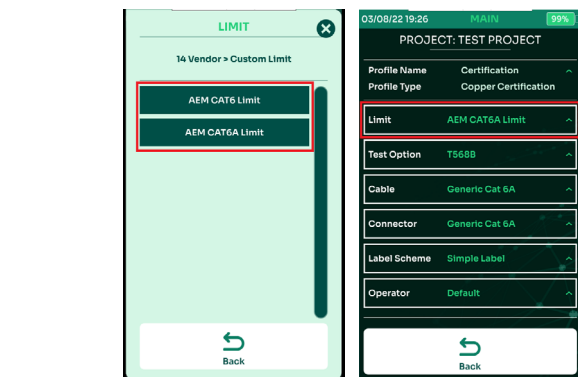 LIMIT
14 Vendor > Custom Limit
AEM CAT6 Limit
AEM CAT6A Limit
Back
03/08/22 19:26 MAIN 99%
PROJECT: TEST PROJECT
Profile Name Certification
Profile Type Copper Certification
Limit AEM CAT6A Limit
Test Option T568B
Cable Generic Cat 6A
Connector Generic Cat 6A
Label Scheme Simple Label
Operator Default
Back